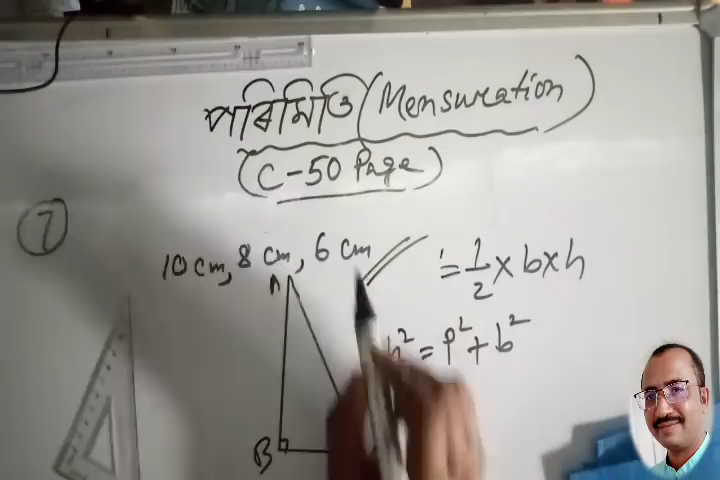 পৰিমিতি (Mensuration)
(C-50 Page)
7
10 cm, 8 cm, 6 cm
= 1/2 × b × h
A
h² = p² + b²
B